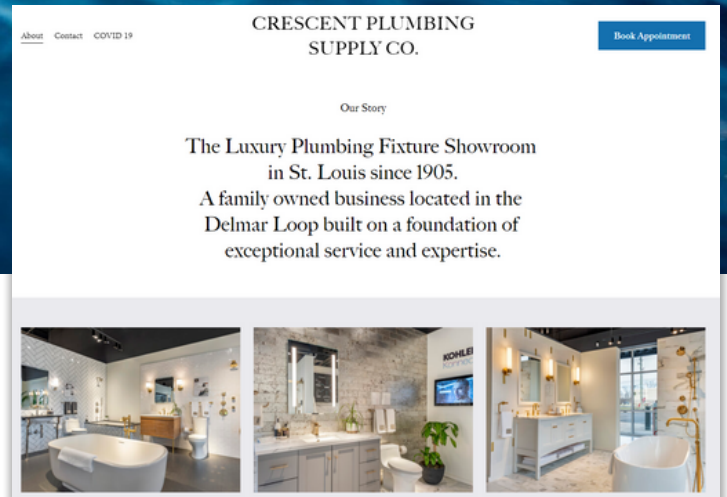 About Contact COVID 19
CRESCENT PLUMBING
SUPPLY CO.
Book Appointment
Our Story
The Luxury Plumbing Fixture Showroom
in St. Louis since 1905.
A family owned business located in the
Delmar Loop built on a foundation of
exceptional service and expertise.
KOHLER